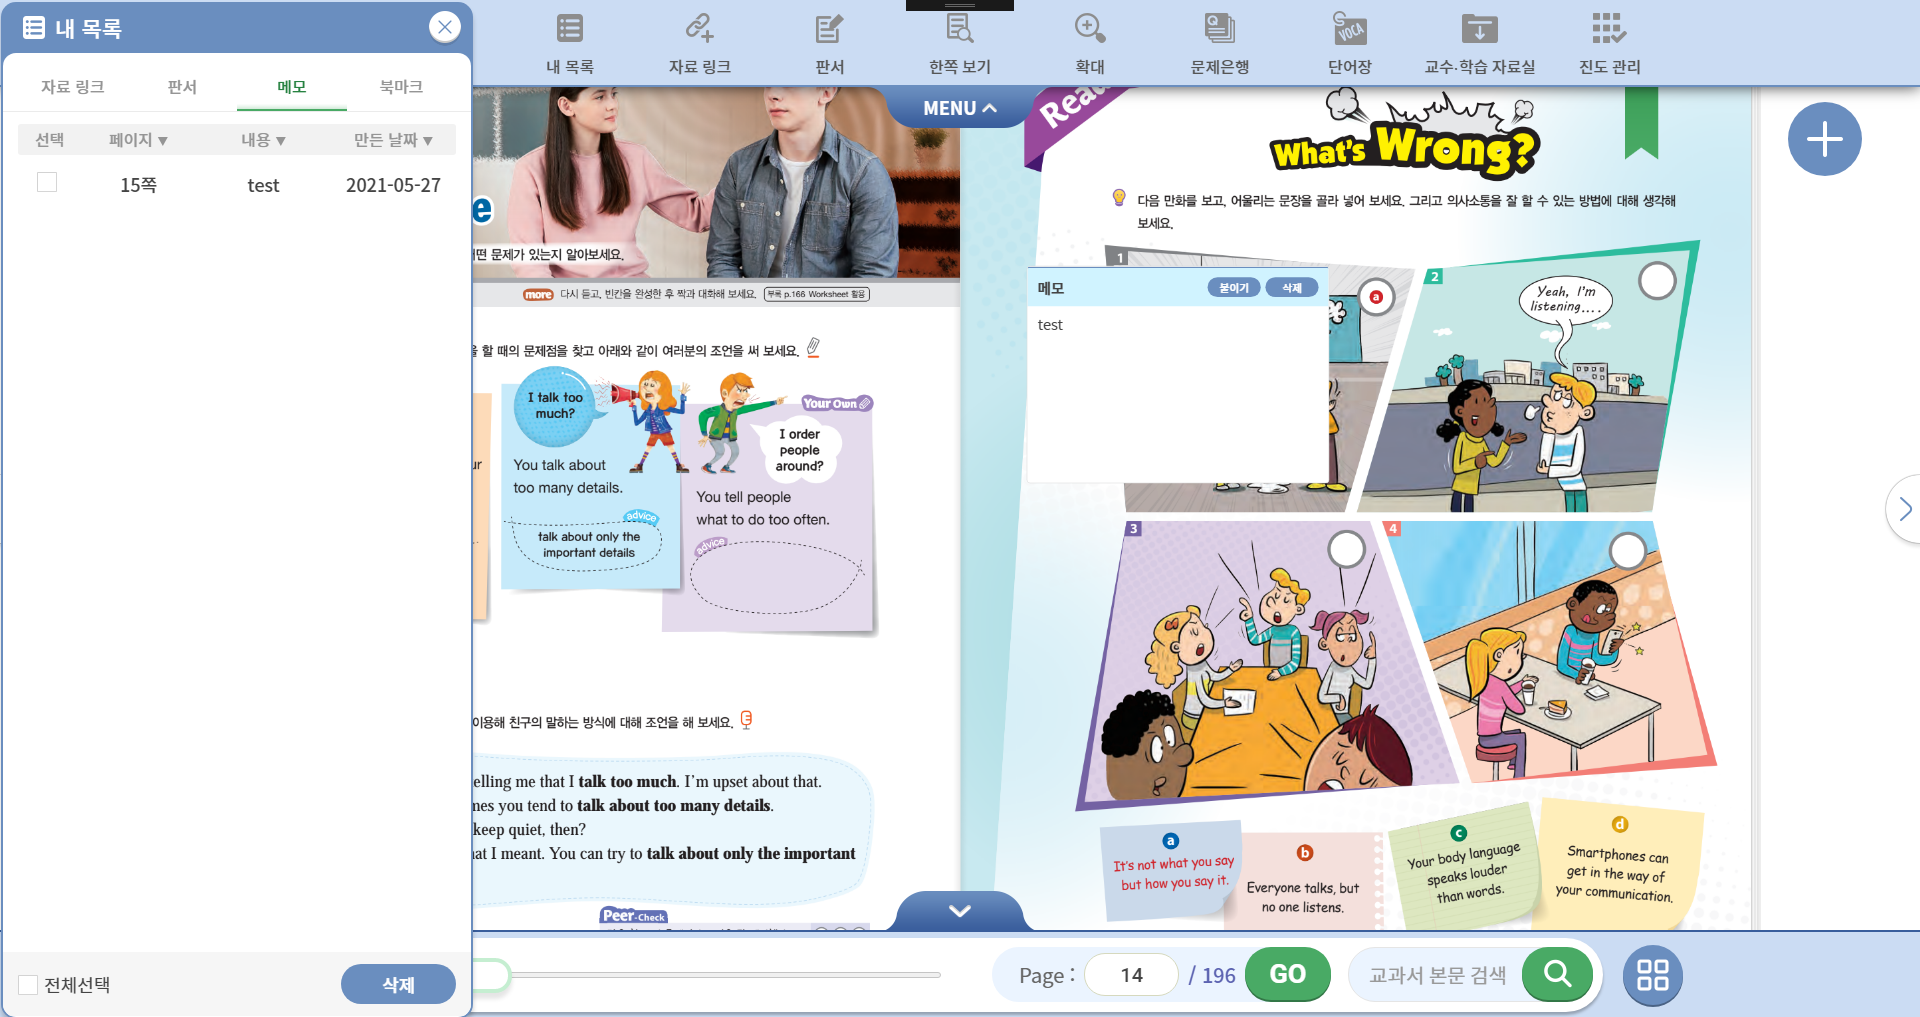 내 목록
자료 링크
판서
메모
북마크
선택
페이지 ▼
내용 ▼
만든 날짜 ▼
15쪽
test
2021-05-27
전체선택
삭제
내 목록
자료 링크
판서
한쪽 보기
확대
문제은행
단어장
교수·학습 자료실
진도 관리
Q
VOCA
MENU
e
떤 문제가 있는지 알아보세요.
more 다시 듣고, 빈칸을 완성한 후 짝과 대화해 보세요. 부록 p.166 Worksheet 활용
할 때의 문제점을 찾고 아래와 같이 여러분의 조언을 써 보세요.
I talk too
much?
You talk about
too many details.
advice
talk about only the
important details
Your Own
I order
people
around?
You tell people
what to do too often.
advice
ur
이용해 친구의 말하는 방식에 대해 조언을 해 보세요.
elling me that I talk too much. I'm upset about that.
nes you tend to talk about too many details.
keep quiet, then?
at I meant. You can try to talk about only the important
Peer-Check
Read
What's Wrong?
다음 만화를 보고, 어울리는 문장을 골라 넣어 보세요. 그리고 의사소통을 잘 할 수 있는 방법에 대해 생각해
보세요.
1
메모
붙이기
삭제
test
a
2
Yeah, I'm
listening....
3
4
a
It's not what you say
but how you say it.
b
Everyone talks, but
no one listens.
c
Your body language
speaks louder
than words.
d
Smartphones can
get in the way of
your communication.
Page : 14 / 196 GO
교과서 본문 검색